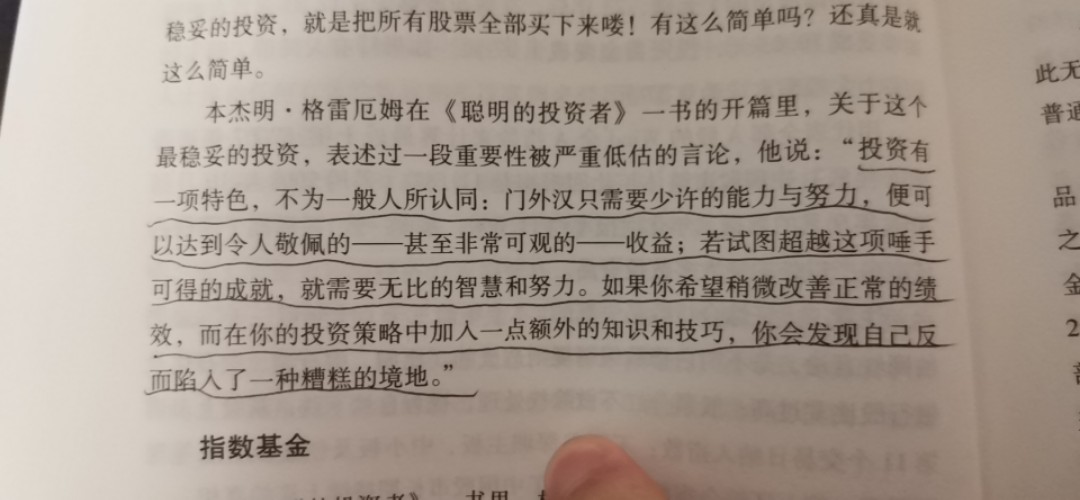 稳妥的投资，就是把所有股票全部买下来喽！有这么简单吗？还真是就
这么简单。
本杰明·格雷厄姆在《聪明的投资者》一书的开篇里，关于这个
最稳妥的投资，表述过一段重要性被严重低估的言论，他说：“投资有
一项特色，不为一般人所认同：门外汉只需要少许的能力与努力，便可
以达到令人敬佩的——甚至非常可观的——收益；若试图超越这项唾手
可得的成就，就需要无比的智慧和努力。如果你希望稍微改善正常的绩
效，而在你的投资策略中加入一点额外的知识和技巧，你会发现自己反
而陷入了一种糟糕的境地。”
指数基金
此无
普通
品
之
金
2